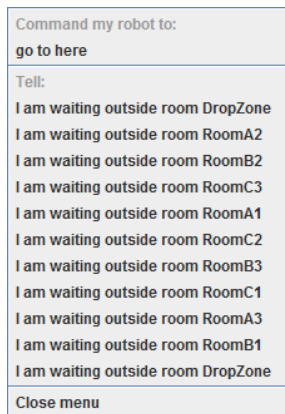 Command my robot to:
go to here
Tell:
I am waiting outside room DropZone
I am waiting outside room RoomA2
I am waiting outside room RoomB2
I am waiting outside room RoomC3
I am waiting outside room RoomA1
I am waiting outside room RoomC2
I am waiting outside room RoomB3
I am waiting outside room RoomC1
I am waiting outside room RoomA3
I am waiting outside room RoomB1
I am waiting outside room DropZone
Close menu